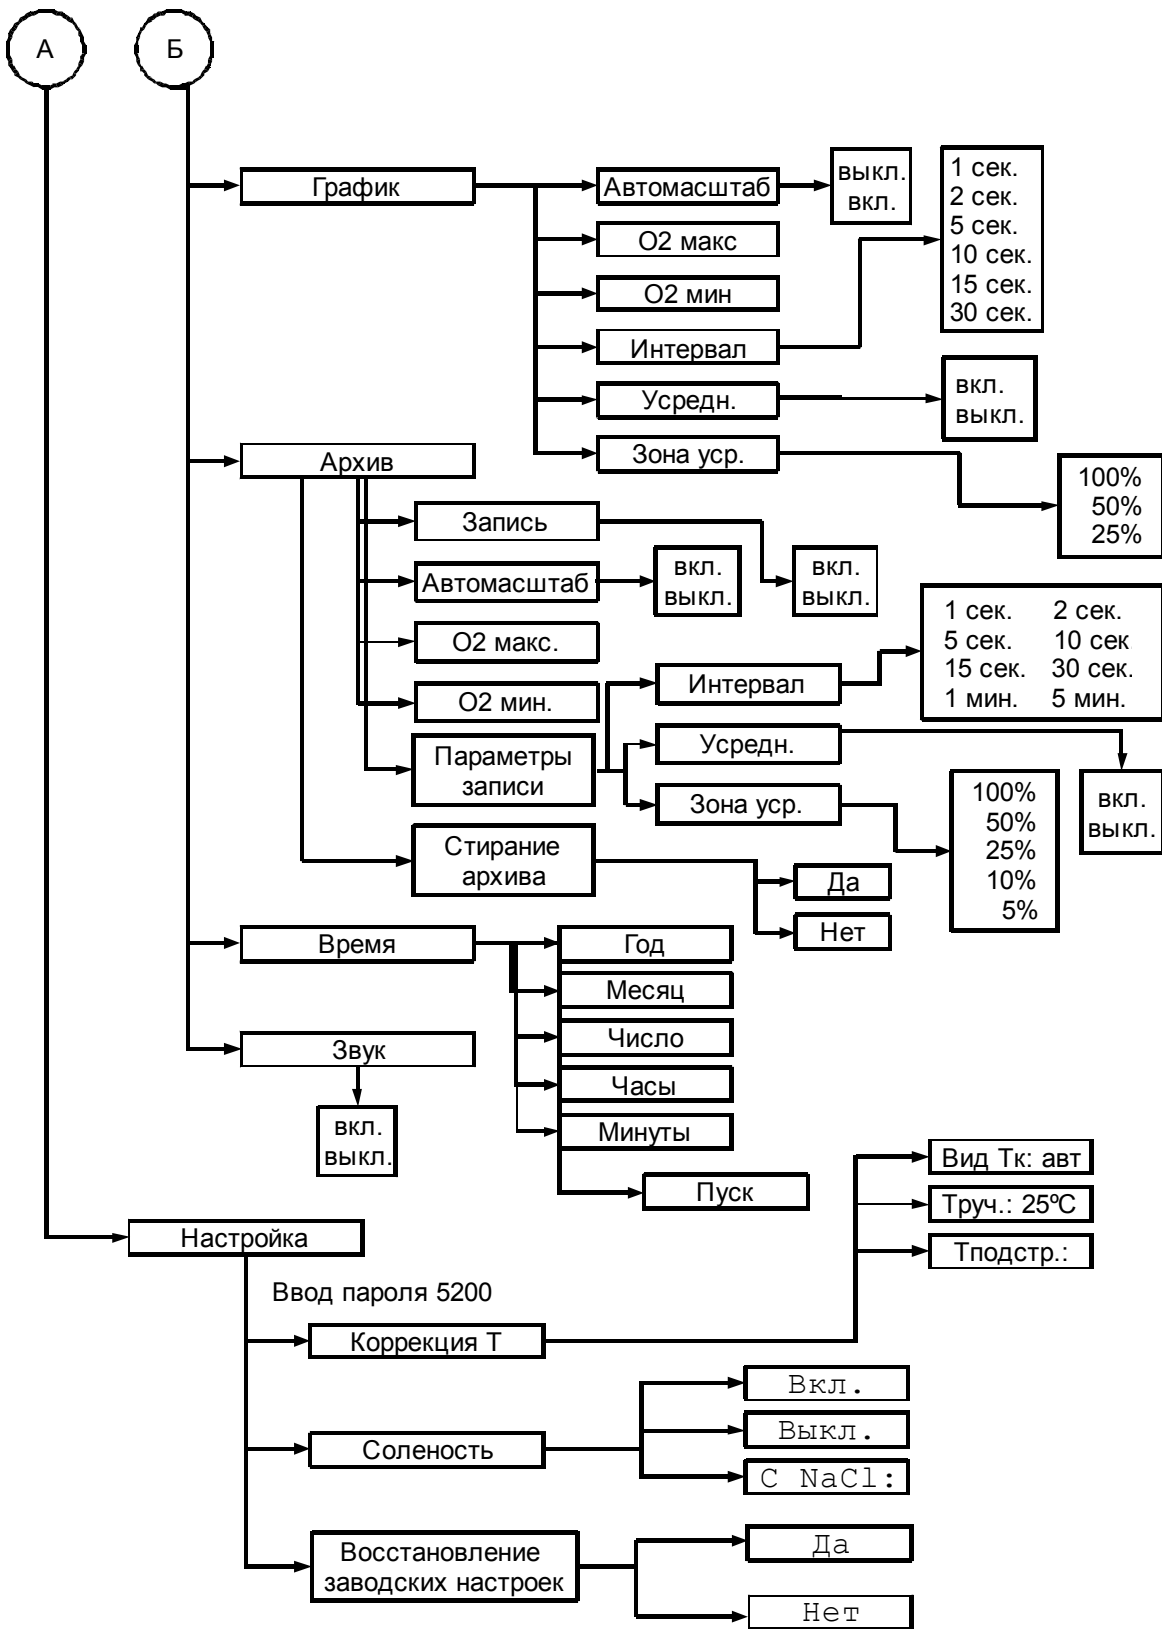 А
Б
График
Автомасштаб
выкл.
вкл.
1 сек.
2 сек.
5 сек.
10 сек.
15 сек.
30 сек.
О2 макс
О2 мин
Интервал
Усредн.
вкл.
выкл.
Зона уср.
100%
50%
25%
Архив
Запись
вкл.
выкл.
Автомасштаб
вкл.
выкл.
О2 макс.
О2 мин.
Параметры
записи
Интервал
1 сек. 2 сек.
5 сек. 10 сек
15 сек. 30 сек.
1 мин. 5 мин.
Усредн.
вкл.
выкл.
Зона уср.
100%
50%
25%
10%
5%
Стирание
архива
Да
Нет
Время
Год
Месяц
Число
Часы
Минуты
Пуск
Звук
вкл.
выкл.
Настройка
Ввод пароля 5200
Коррекция Т
Вид Тк: авт
Труч.: 25ºС
Тподстр.:
Соленость
Вкл.
Выкл.
С NaCl:
Восстановление
заводских настроек
Да
Нет